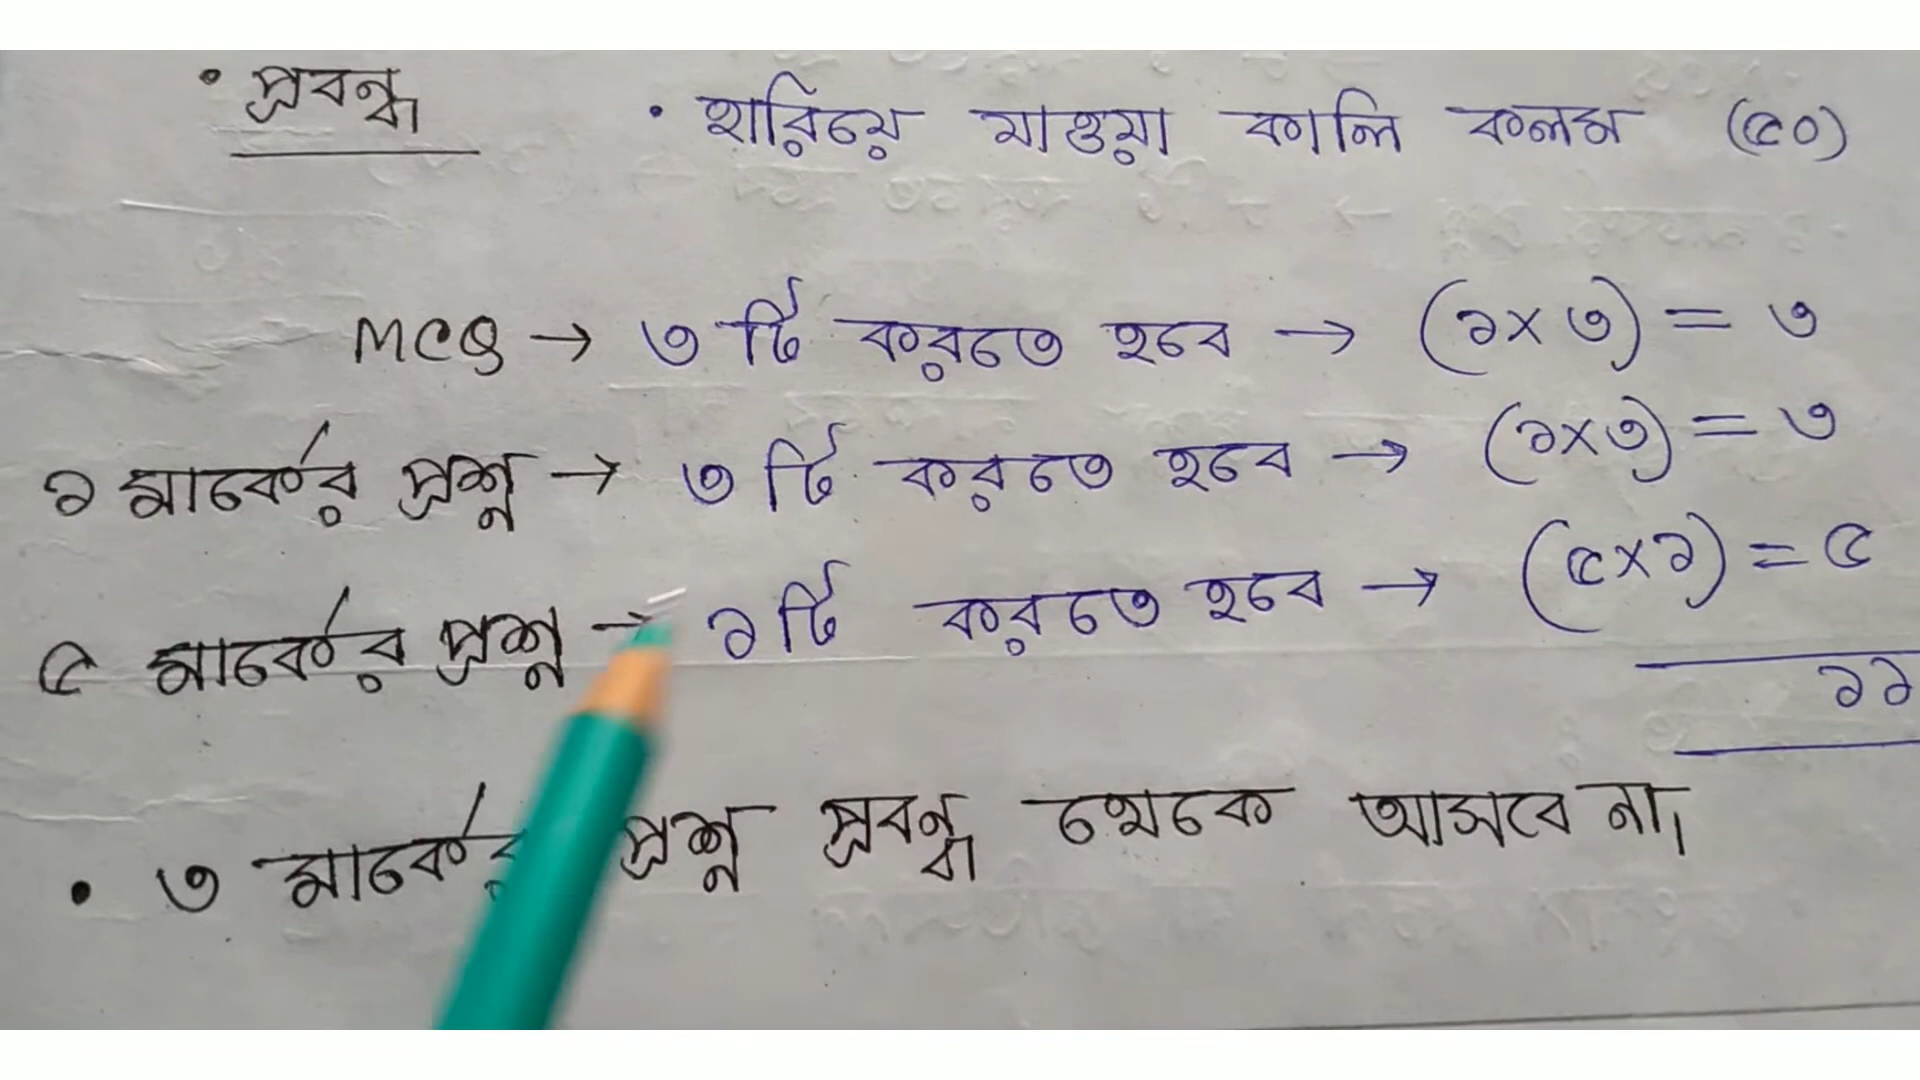 • প্রবন্ধ • হারিয়ে যাওয়া কালি কলম (৫০)
MCQ → ৩ টি করতে হবে → (১×৩) = ৩
১ মার্কের প্রশ্ন → ৩ টি করতে হবে → (১×৩) = ৩
৫ মার্কের প্রশ্ন → ১ টি করতে হবে → (৫×১) = ৫
১১
• ৩ মার্কের প্রশ্ন প্রবন্ধ থেকে আসবে না।